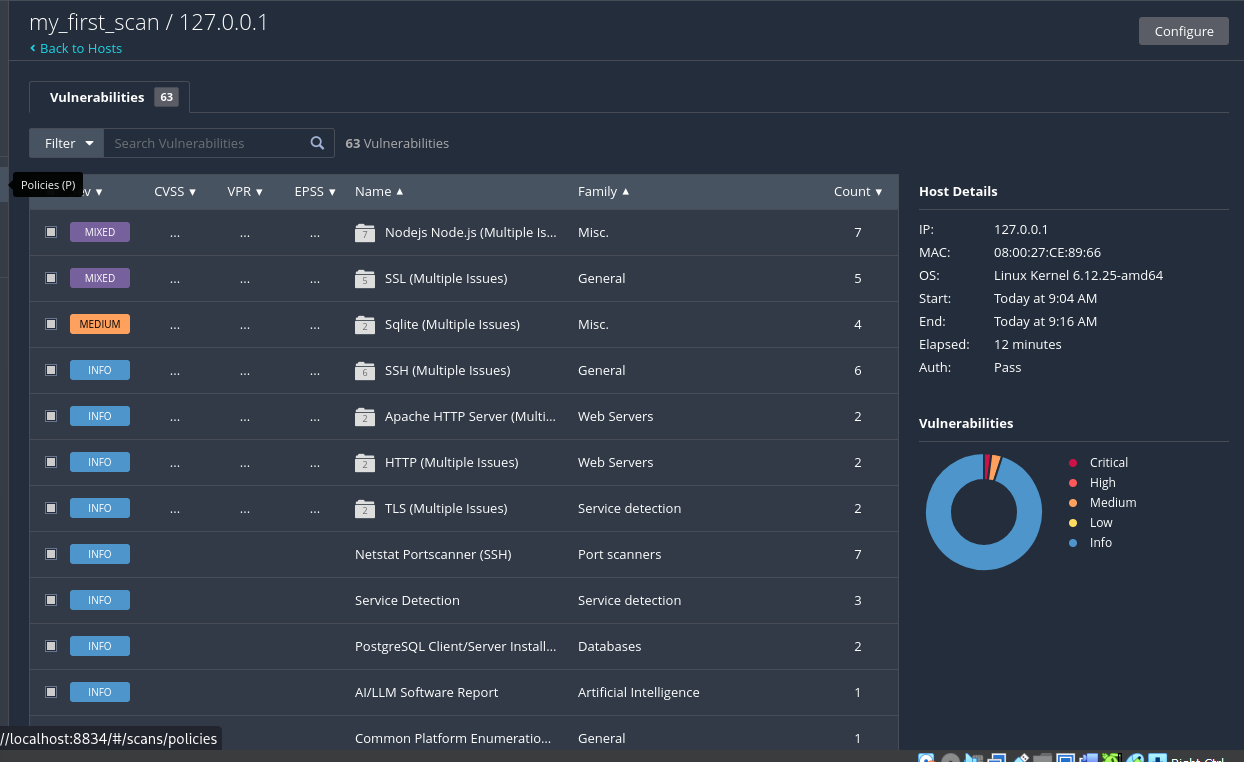 my_first_scan / 127.0.0.1
Back to Hosts
Configure
Vulnerabilities 63
Filter Search Vulnerabilities 63 Vulnerabilities
Policies (P)
CVSS VPR EPSS Name Family Count
MIXED ... ... ... 7 Nodejs Node.js (Multiple Is... Misc. 7
MIXED ... ... ... 5 SSL (Multiple Issues) General 5
MEDIUM ... ... ... 2 Sqlite (Multiple Issues) Misc. 4
INFO ... ... ... 6 SSH (Multiple Issues) General 6
INFO ... ... ... 2 Apache HTTP Server (Multi... Web Servers 2
INFO ... ... ... 2 HTTP (Multiple Issues) Web Servers 2
INFO ... ... ... 2 TLS (Multiple Issues) Service detection 2
INFO Netstat Portscanner (SSH) Port scanners 7
INFO Service Detection Service detection 3
INFO PostgreSQL Client/Server Install... Databases 2
INFO AI/LLM Software Report Artificial Intelligence 1
Common Platform Enumeratio... General 1
Host Details
IP: 127.0.0.1
MAC: 08:00:27:CE:89:66
OS: Linux Kernel 6.12.25-amd64
Start: Today at 9:04 AM
End: Today at 9:16 AM
Elapsed: 12 minutes
Auth: Pass
Vulnerabilities
Critical
High
Medium
Low
Info
//localhost:8834/#/scans/policies
Right Ctrl